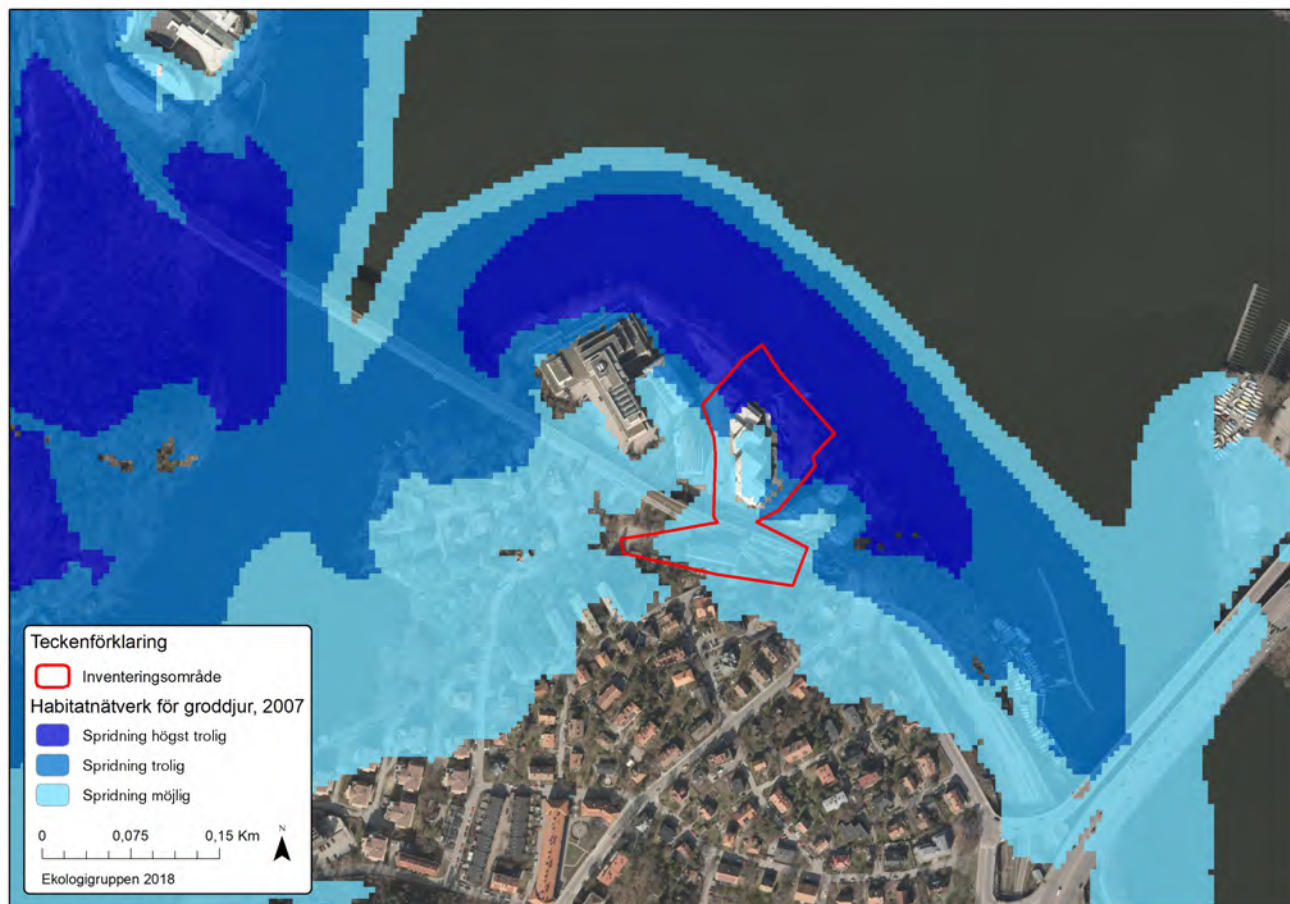 Teckenförklaring
Inventeringsområde
Habitatnätverk för groddjur, 2007
Spridning högst trolig
Spridning trolig
Spridning möjlig
0 0,075 0,15 Km
N
Ekologigruppen 2018